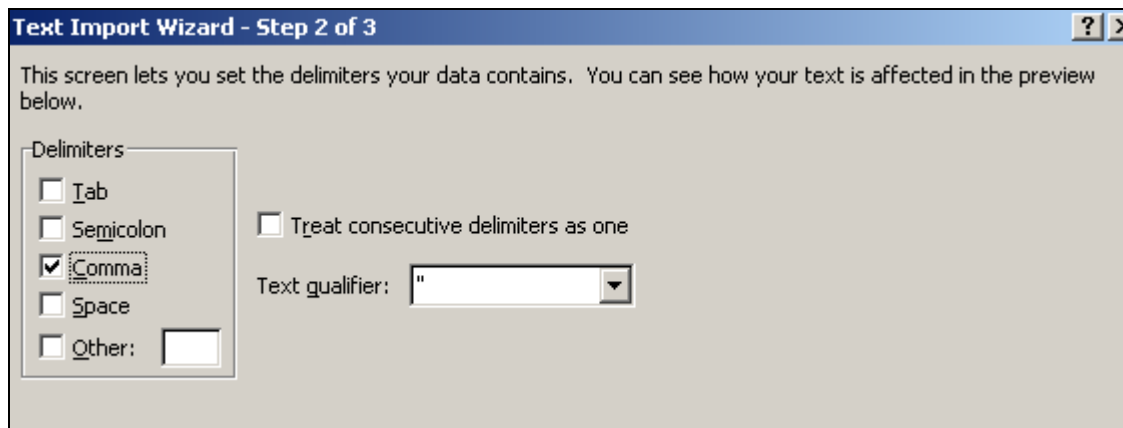 Text Import Wizard - Step 2 of 3
This screen lets you set the delimiters your data contains.  You can see how your text is affected in the preview
below.
Delimiters
Tab
Semicolon
Comma
Space
Other:
Treat consecutive delimiters as one
Text qualifier: "